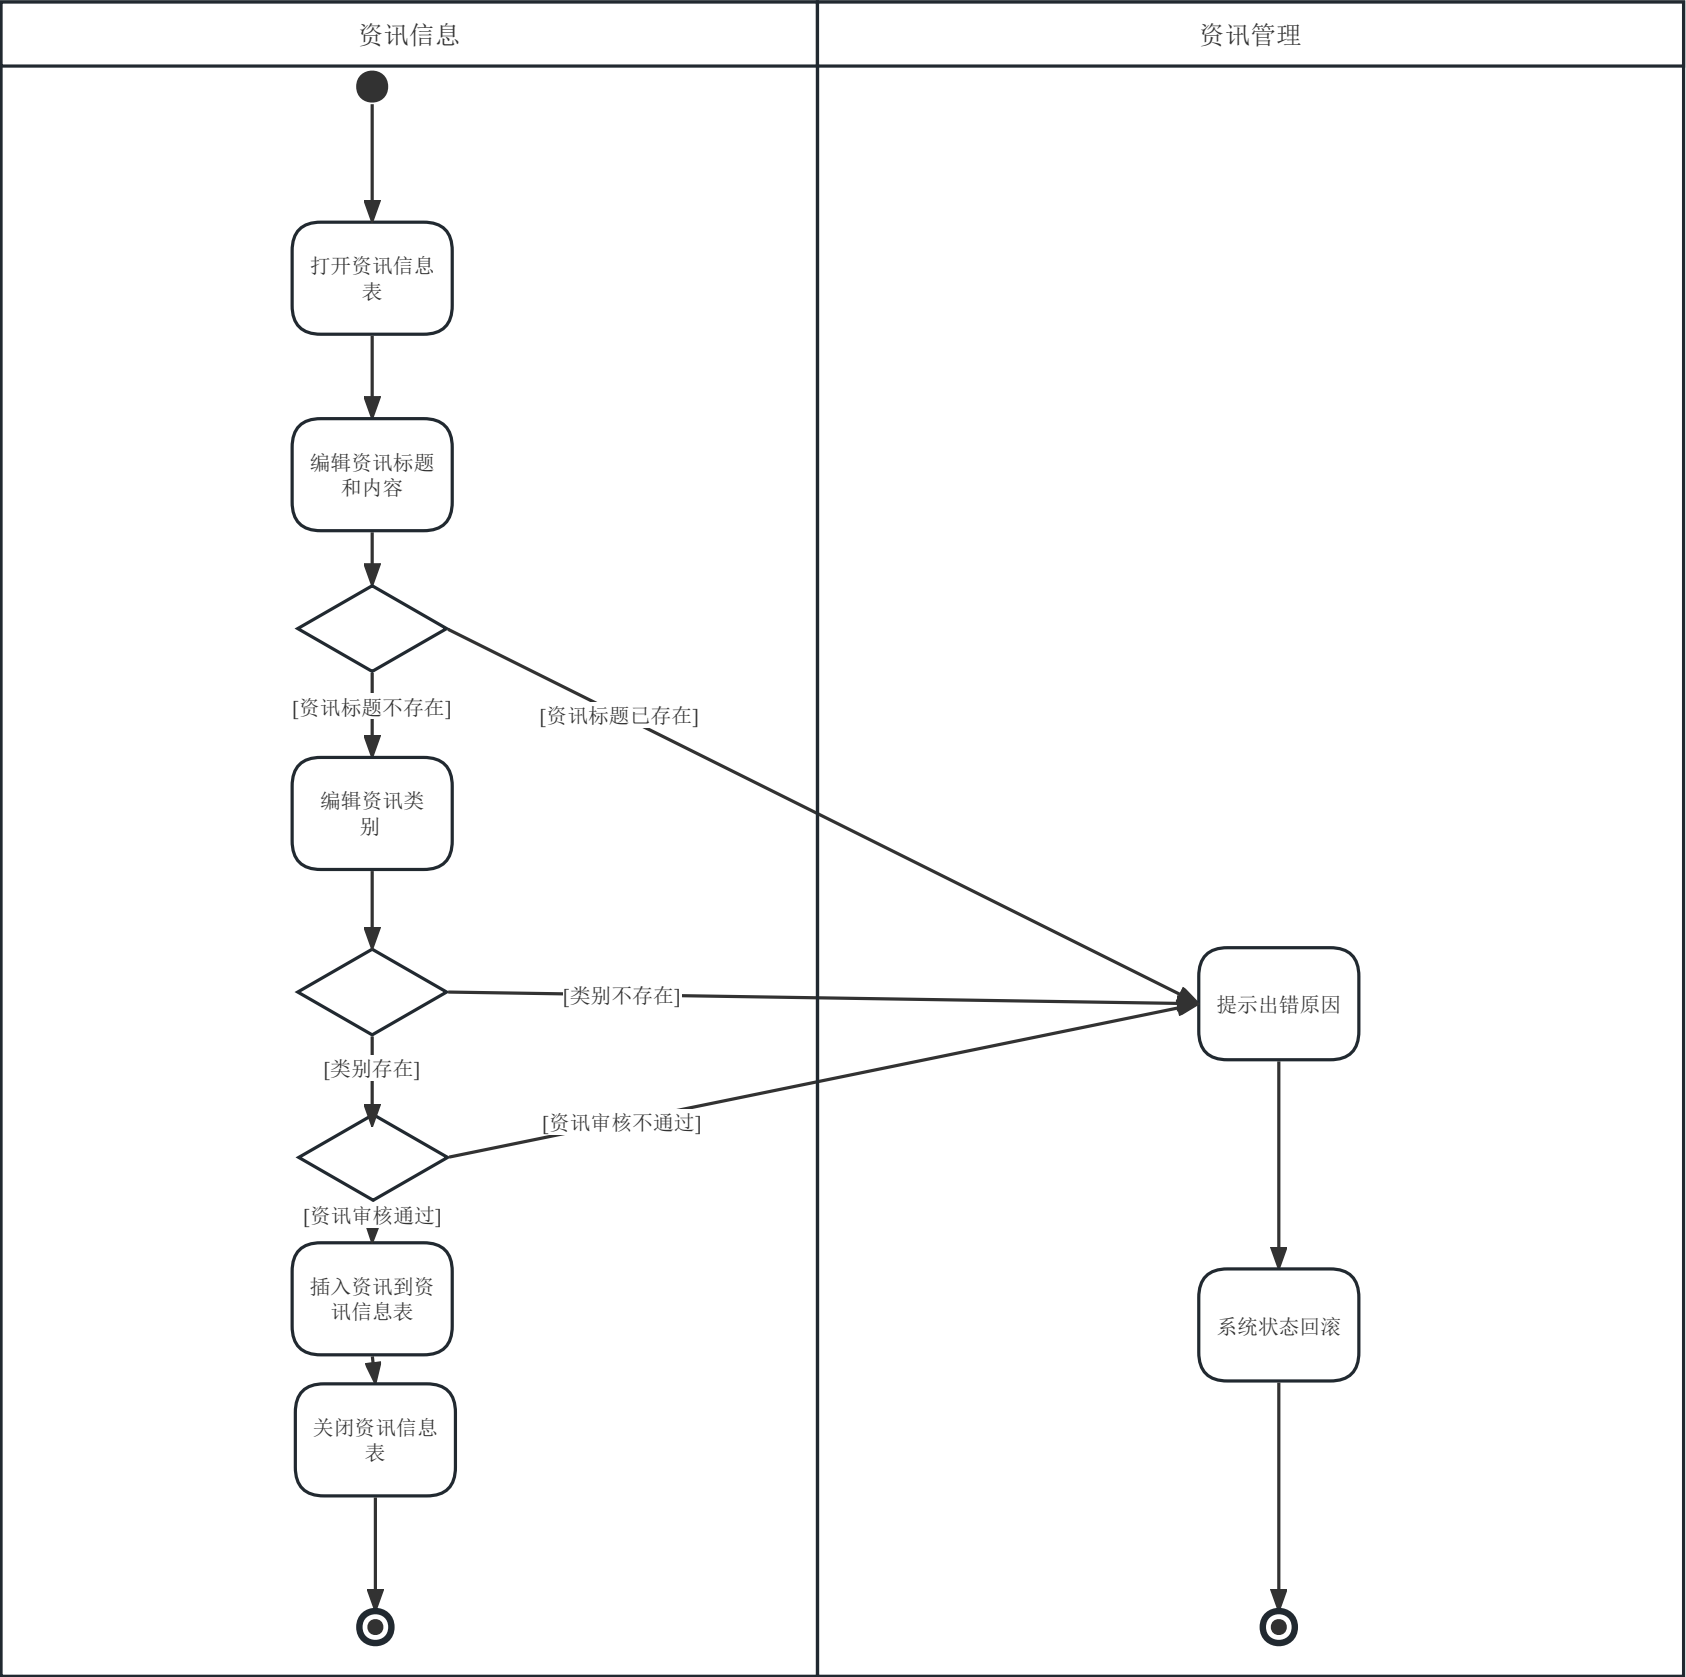 资讯信息
资讯管理
打开资讯信息
表
编辑资讯标题
和内容
[资讯标题不存在]
[资讯标题已存在]
编辑资讯类
别
[类别不存在]
提示出错原因
[类别存在]
[资讯审核不通过]
[资讯审核通过]
插入资讯到资
讯信息表
系统状态回滚
关闭资讯信息
表